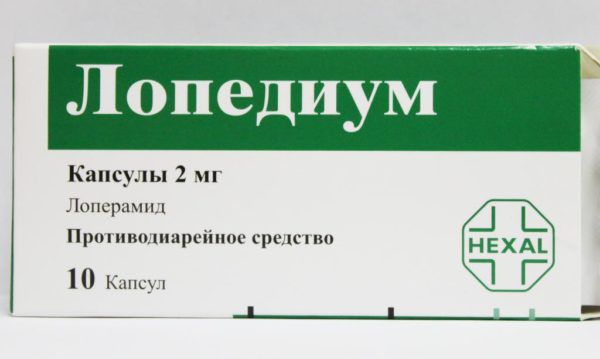 Лопедиум
Капсулы 2 мг
Лоперамид
Противодиарейное средство
10 Капсул
HEXAL